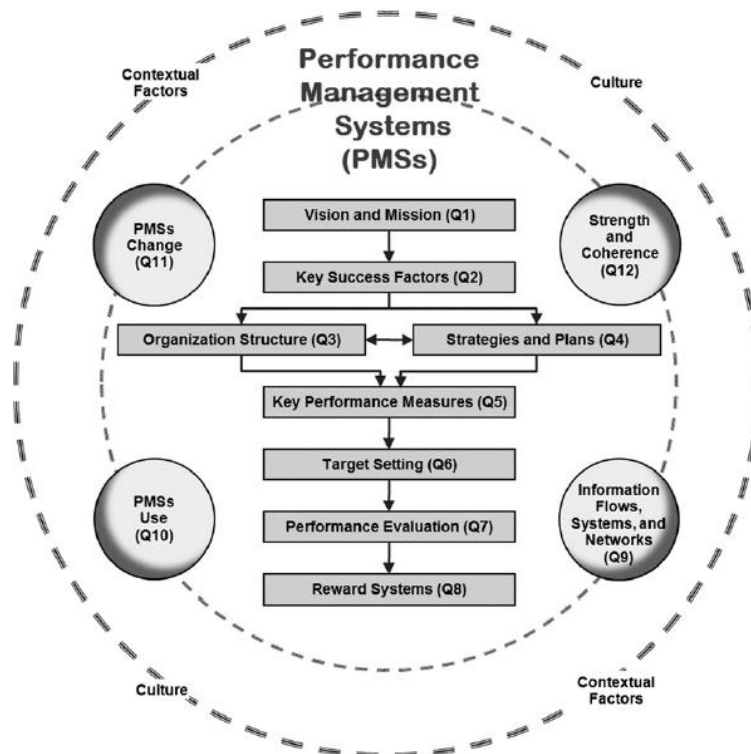 Performance
Management
Systems
(PMSs)
Contextual
Factors
Culture
PMSs
Change
(Q11)
Strength
and
Coherence
(Q12)
Vision and Mission (Q1)
Key Success Factors (Q2)
Organization Structure (Q3)
Strategies and Plans (Q4)
Key Performance Measures (Q5)
Target Setting (Q6)
Performance Evaluation (Q7)
Reward Systems (Q8)
PMSs
Use
(Q10)
Information
Flows,
Systems, and
Networks
(Q9)
Culture
Contextual
Factors